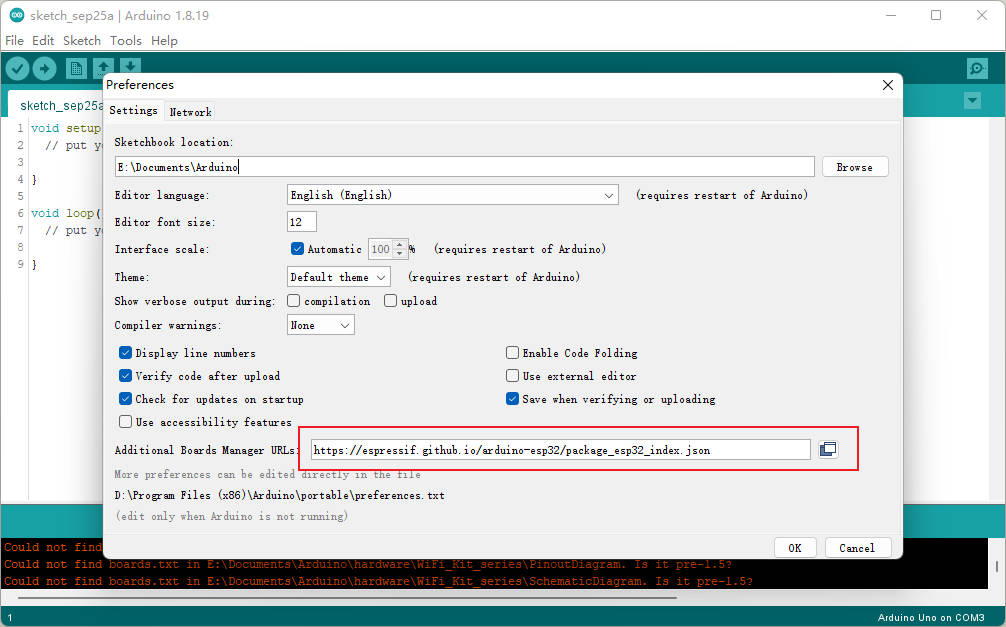 sketch_sep25a | Arduino 1.8.19
File Edit Sketch Tools Help
sketch_sep25a
1 void setup
2 // put yo
3
4 }
5
6 void loop(
7 // put yo
8
9 }
Preferences
Settings Network
Sketchbook location:
E:\Documents\Arduino Browse
Editor language: English (English) (requires restart of Arduino)
Editor font size: 12
Interface scale: Automatic 100 % (requires restart of Arduino)
Theme: Default theme (requires restart of Arduino)
Show verbose output during: compilation upload
Compiler warnings: None
Display line numbers Enable Code Folding
Verify code after upload Use external editor
Check for updates on startup Save when verifying or uploading
Use accessibility features
Additional Boards Manager URLs: https://espressif.github.io/arduino-esp32/package_esp32_index.json
More preferences can be edited directly in the file
D:\Program Files (x86)\Arduino\portable\preferences.txt
(edit only when Arduino is not running)
OK Cancel
Could not find
Could not find boards.txt in E:\Documents\Arduino\hardware\WiFi_Kit_series\PinoutDiagram. Is it pre-1.5?
Could not find boards.txt in E:\Documents\Arduino\hardware\WiFi_Kit_series\SchematicDiagram. Is it pre-1.5?
1 Arduino Uno on COM3